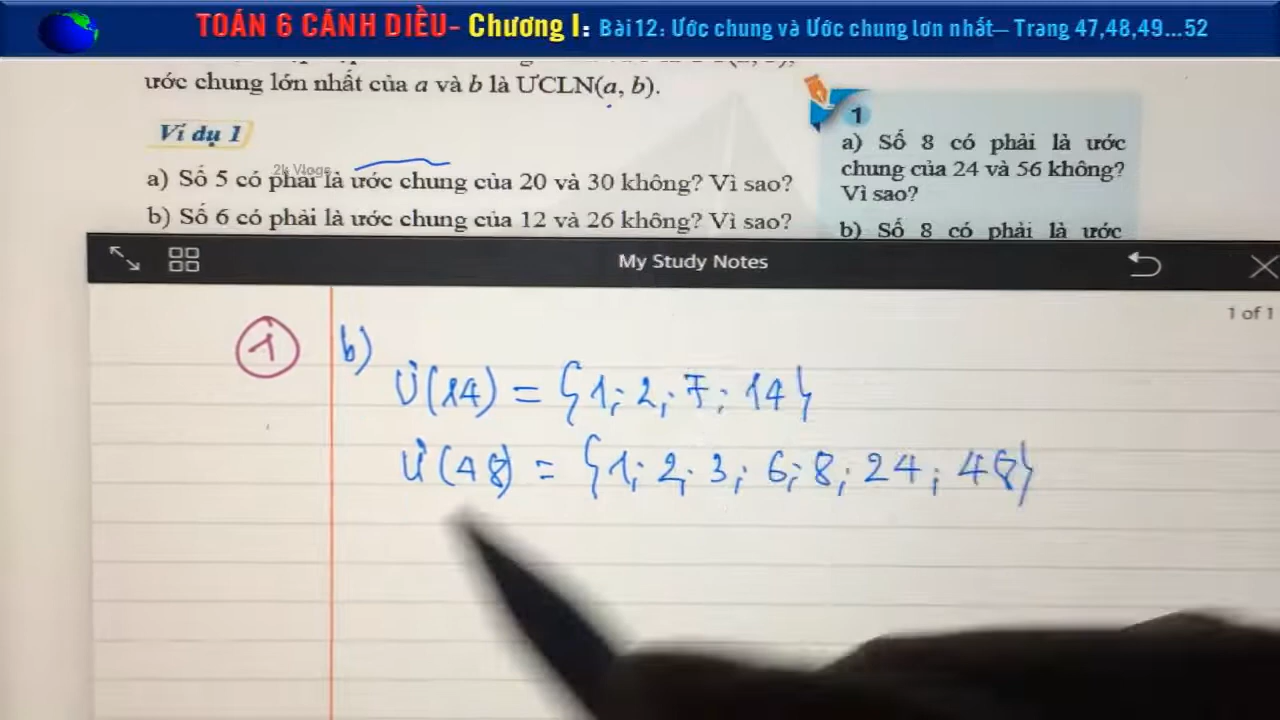 TOÁN 6 CÁNH DIỀU- Chương I: Bài 12: Ước chung và Ước chung lớn nhất– Trang 47,48,49...52
ước chung lớn nhất của a và b là ƯCLN(a, b).
Ví dụ 1
2k Vlogs
a) Số 5 có phải là ước chung của 20 và 30 không? Vì sao?
b) Số 6 có phải là ước chung của 12 và 26 không? Vì sao?
1
a) Số 8 có phải là ước
chung của 24 và 56 không?
Vì sao?
b) Số 8 có phải là ước
My Study Notes
1 of 1
1 b)
Ư(14) = {1; 2; 7; 14}
Ư(48) = {1; 2; 3; 6; 8; 24; 48}